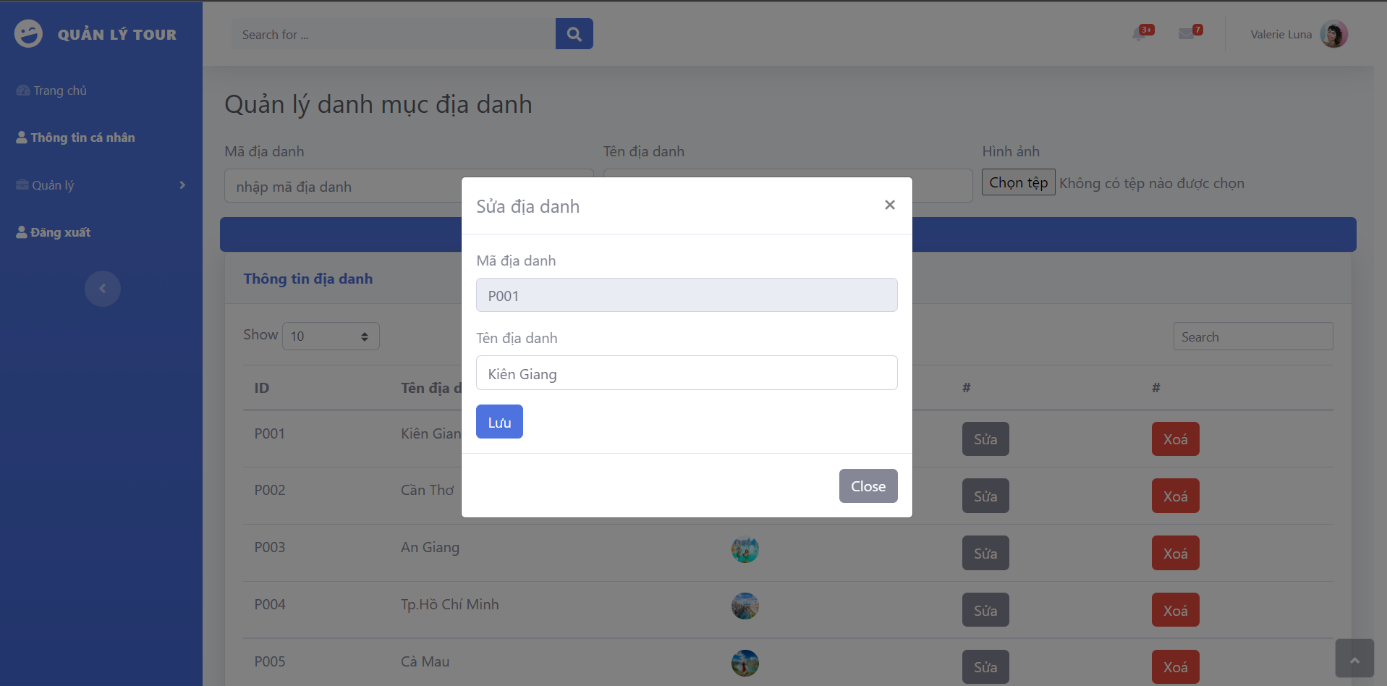 QUẢN LÝ TOUR
Search for ...
3+
7
Valerie Luna
Trang chủ
Thông tin cá nhân
Quản lý
Đăng xuất
Quản lý danh mục địa danh
Mã địa danh
Tên địa danh
Hình ảnh
nhập mã địa danh
Chọn tệp Không có tệp nào được chọn
Sửa địa danh
×
Mã địa danh
P001
Tên địa danh
Kiên Giang
Lưu
Close
Thông tin địa danh
Show 10
Search
ID Tên địa # #
P001 Kiên Sửa Xoá
P002 Cần Thơ Sửa Xoá
P003 An Giang Sửa Xoá
P004 Tp.Hồ Chí Minh Sửa Xoá
P005 Cà Mau Sửa Xoá